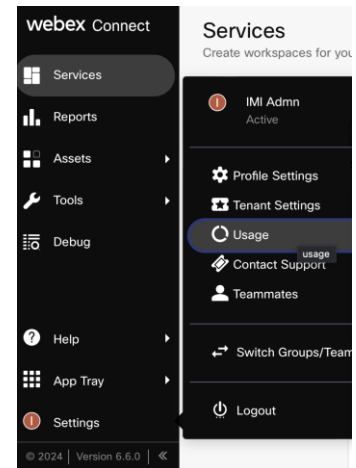 webex Connect
Services
Reports
Assets
Tools
Debug
Help
App Tray
Settings
© 2024 | Version 6.6.0 | «
Services
Create workspaces for you
I IMI Admn
Active
Profile Settings
Tenant Settings
Usage
usage
Contact Support
Teammates
Switch Groups/Team
Logout